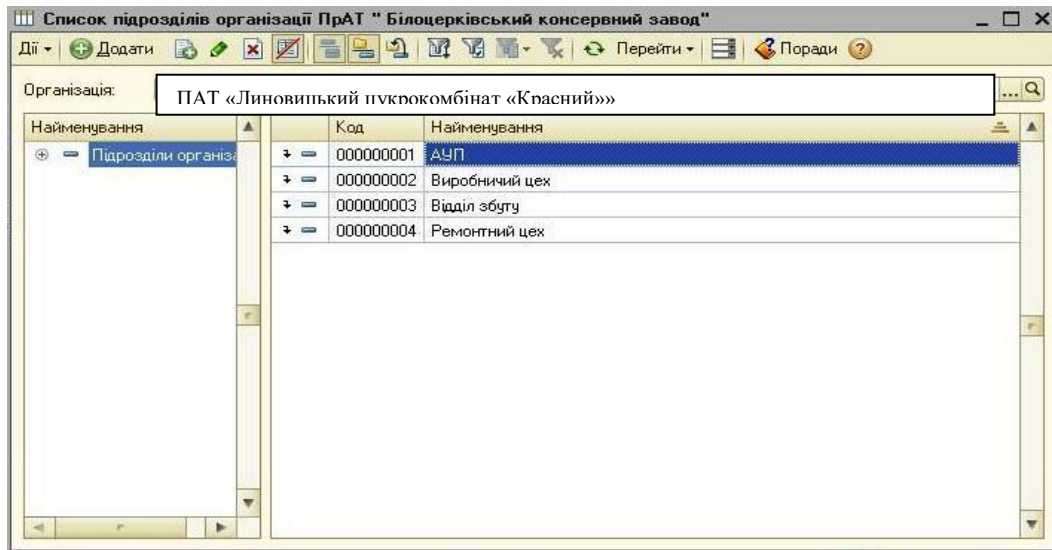 Список підрозділів організації ПрАТ " Білоцерківський консервний завод"
Дії Додати Перейти Поради
Організація: ПАТ «Линовицький цукрокомбінат «Красний»» ...
Найменування Код Найменування
Підрозділи організа 000000001 АУП
000000002 Виробничий цех
000000003 Відділ збуту
000000004 Ремонтний цех